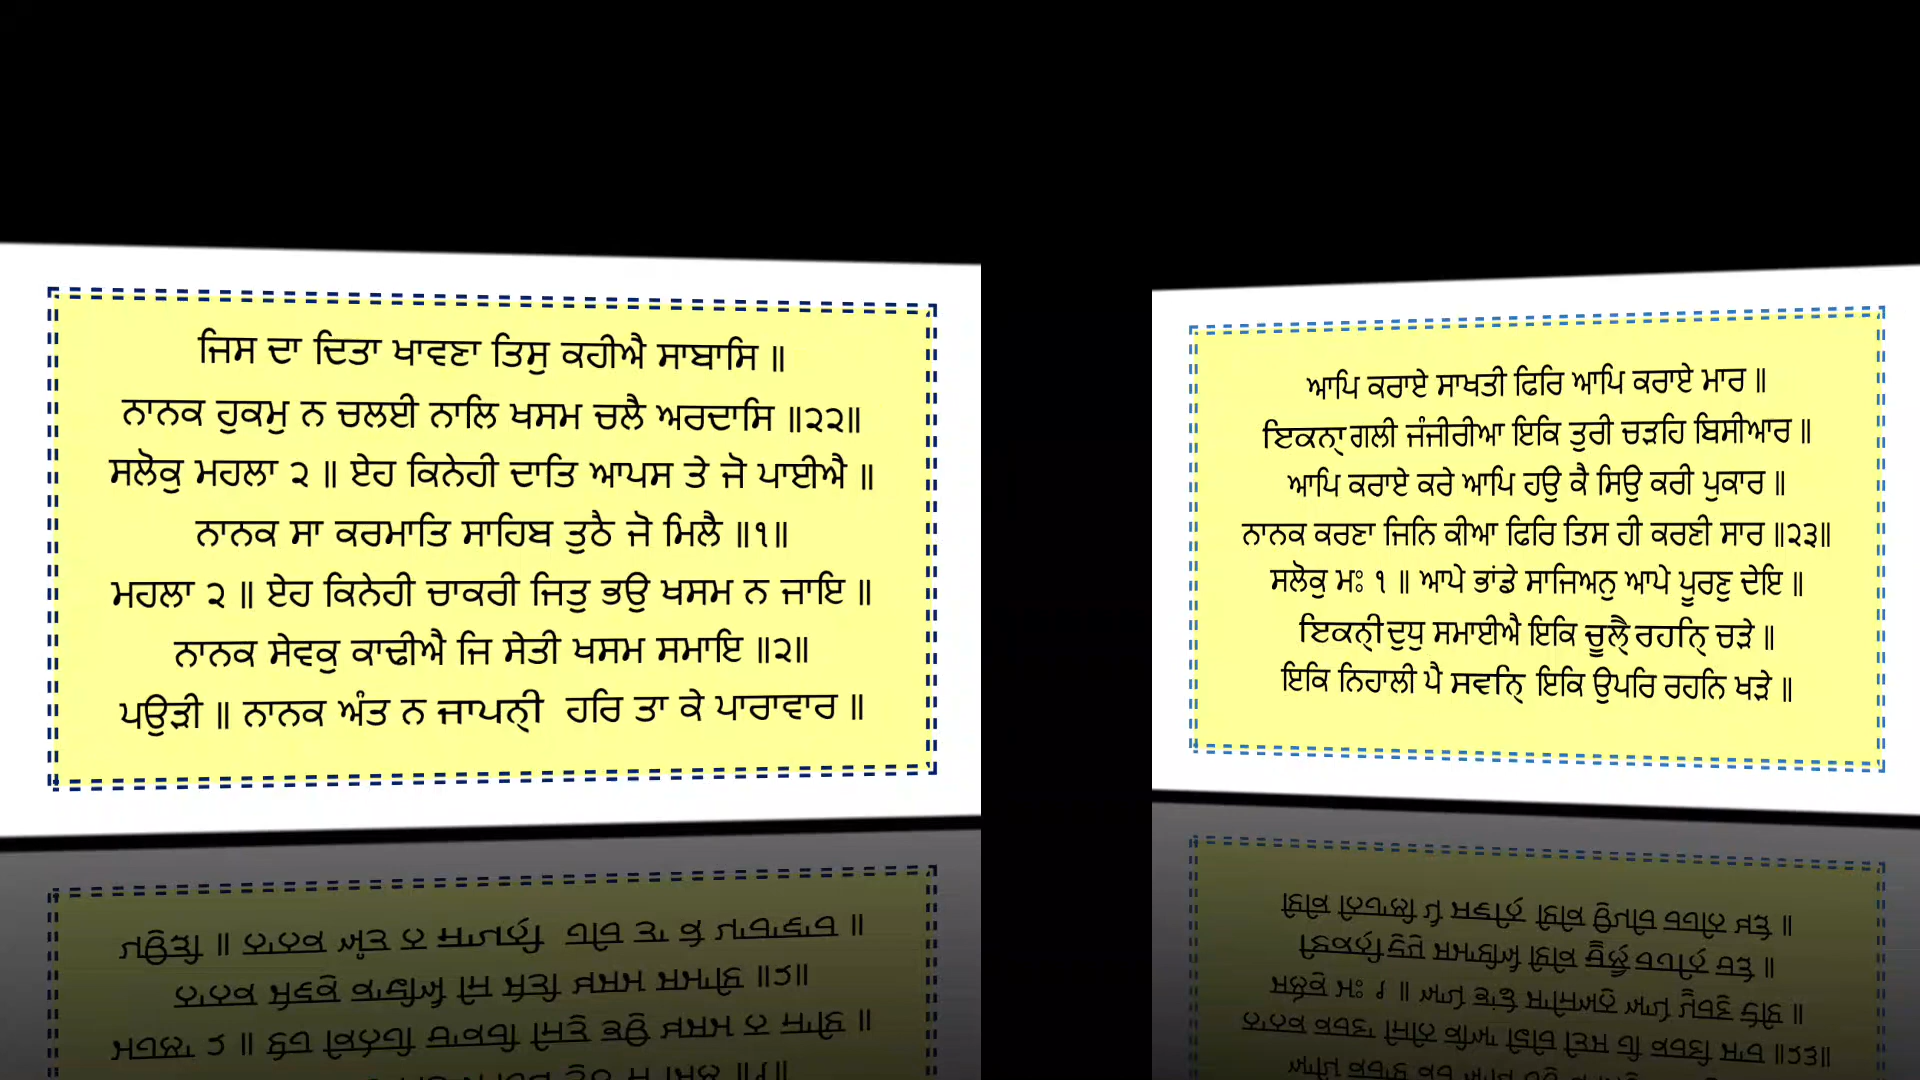 ਜਿਸ ਦਾ ਦਿਤਾ ਖਾਵਣਾ ਤਿਸੁ ਕਹੀਐ ਸਾਬਾਸਿ ॥
ਨਾਨਕ ਹੁਕਮੁ ਨ ਚਲਈ ਨਾਲਿ ਖਸਮ ਚਲੈ ਅਰਦਾਸਿ ॥੨੨॥
ਸਲੋਕੁ ਮਹਲਾ ੨ ॥ ਏਹ ਕਿਨੇਹੀ ਦਾਤਿ ਆਪਸ ਤੇ ਜੋ ਪਾਈਐ ॥
ਨਾਨਕ ਸਾ ਕਰਮਾਤਿ ਸਾਹਿਬ ਤੁਠੈ ਜੋ ਮਿਲੈ ॥੧॥
ਮਹਲਾ ੨ ॥ ਏਹ ਕਿਨੇਹੀ ਚਾਕਰੀ ਜਿਤੁ ਭਉ ਖਸਮ ਨ ਜਾਇ ॥
ਨਾਨਕ ਸੇਵਕੁ ਕਾਢੀਐ ਜਿ ਸੇਤੀ ਖਸਮ ਸਮਾਇ ॥੨॥
ਪਉੜੀ ॥ ਨਾਨਕ ਅੰਤ ਨ ਜਾਪਨ੍ਹੀ ਹਰਿ ਤਾ ਕੇ ਪਾਰਾਵਾਰ ॥
ਆਪਿ ਕਰਾਏ ਸਾਖਤੀ ਫਿਰਿ ਆਪਿ ਕਰਾਏ ਮਾਰ ॥
ਇਕਨ੍ਹਾ ਗਲੀ ਜੰਜੀਰੀਆ ਇਕਿ ਤੁਰੀ ਚੜਹਿ ਬਿਸੀਆਰ ॥
ਆਪਿ ਕਰਾਏ ਕਰੇ ਆਪਿ ਹਉ ਕੈ ਸਿਉ ਕਰੀ ਪੁਕਾਰ ॥
ਨਾਨਕ ਕਰਣਾ ਜਿਨਿ ਕੀਆ ਫਿਰਿ ਤਿਸ ਹੀ ਕਰਣੀ ਸਾਰ ॥੨੩॥
ਸਲੋਕੁ ਮਃ ੧ ॥ ਆਪੇ ਭਾਂਡੇ ਸਾਜਿਅਨੁ ਆਪੇ ਪੂਰਣੁ ਦੇਇ ॥
ਇਕਨ੍ਹੀ ਦੁਧੁ ਸਮਾਈਐ ਇਕਿ ਚੂਲ੍ਹੈ ਰਹਨ੍ਹਿ ਚੜੇ ॥
ਇਕਿ ਨਿਹਾਲੀ ਪੈ ਸਵਨ੍ਹਿ ਇਕਿ ਉਪਰਿ ਰਹਨਿ ਖੜੇ ॥